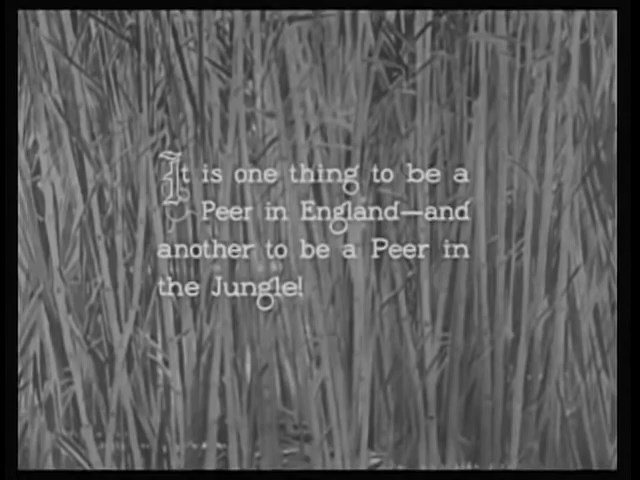 It is one thing to be a
Peer in England—and
another to be a Peer in
the Jungle!